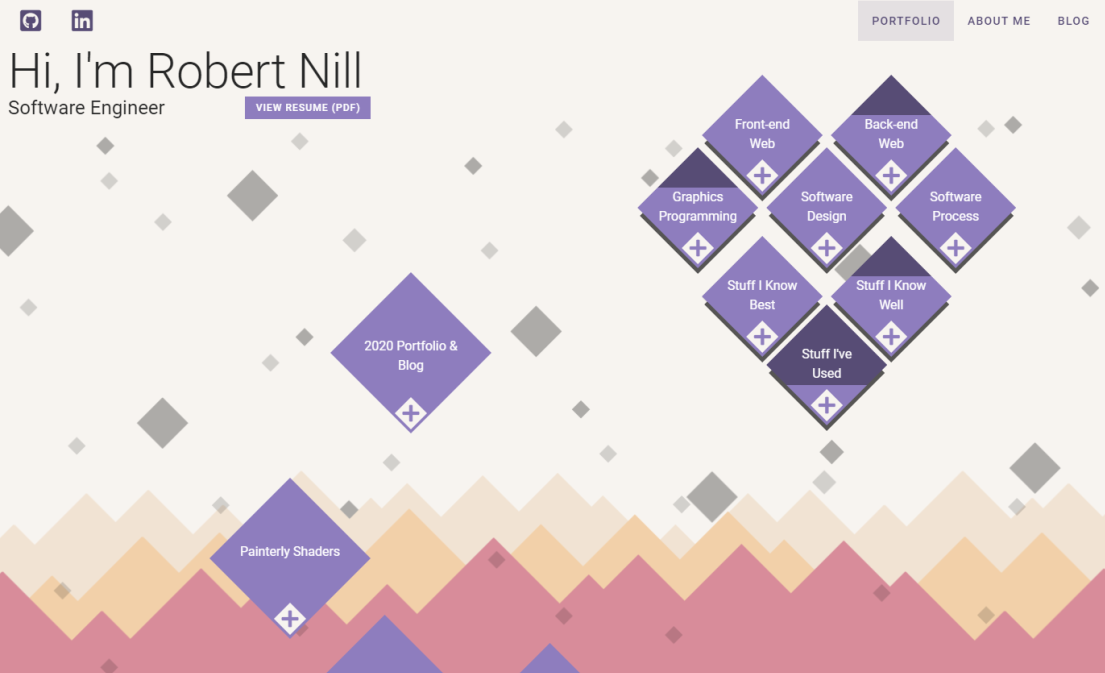 PORTFOLIO ABOUT ME BLOG
Hi, I'm Robert Nill
Software Engineer
VIEW RESUME (PDF)
Front-end
Web
Back-end
Web
Graphics
Programming
Software
Design
Software
Process
Stuff I Know
Best
Stuff I Know
Well
Stuff I've
Used
2020 Portfolio &
Blog
Painterly Shaders